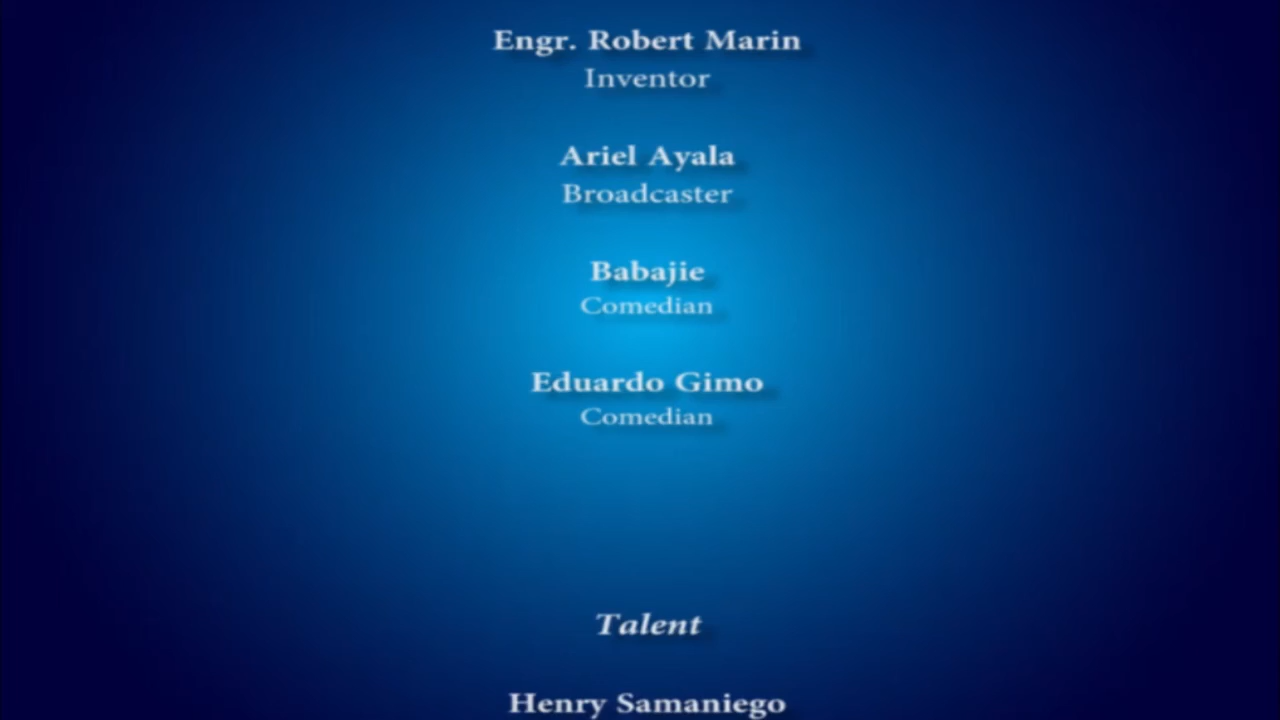 Engr. Robert Marin
Inventor
Ariel Ayala
Broadcaster
Babajie
Comedian
Eduardo Gimo
Comedian
Talent
Henry Samaniego